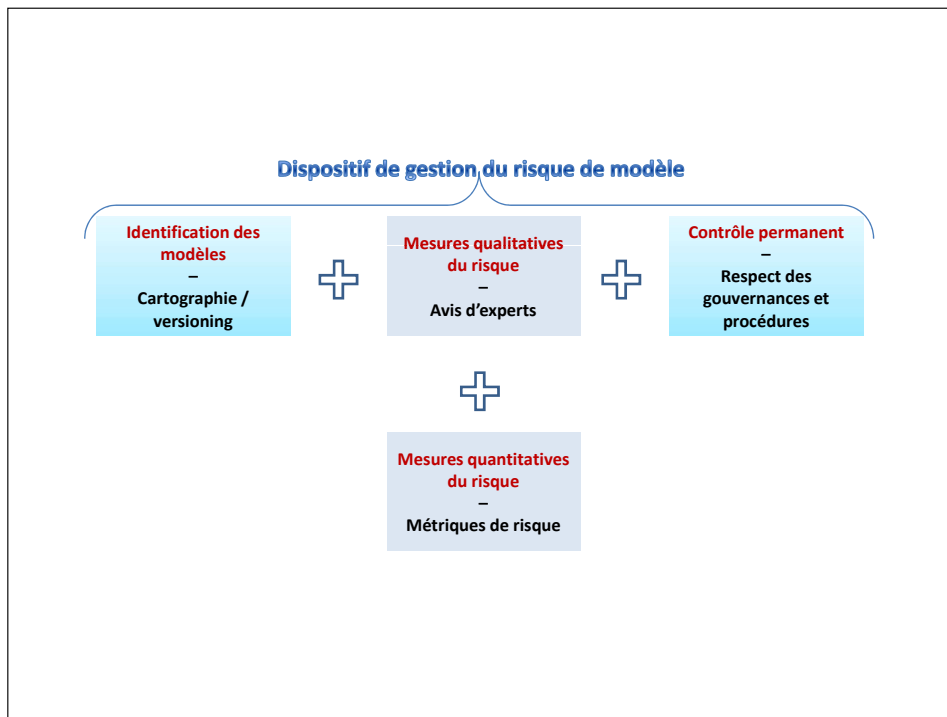 Dispositif de gestion du risque de modèle
Identification des
modèles
–
Cartographie /
versioning
Mesures qualitatives
du risque
–
Avis d’experts
Contrôle permanent
–
Respect des
gouvernances et
procédures
Mesures quantitatives
du risque
–
Métriques de risque